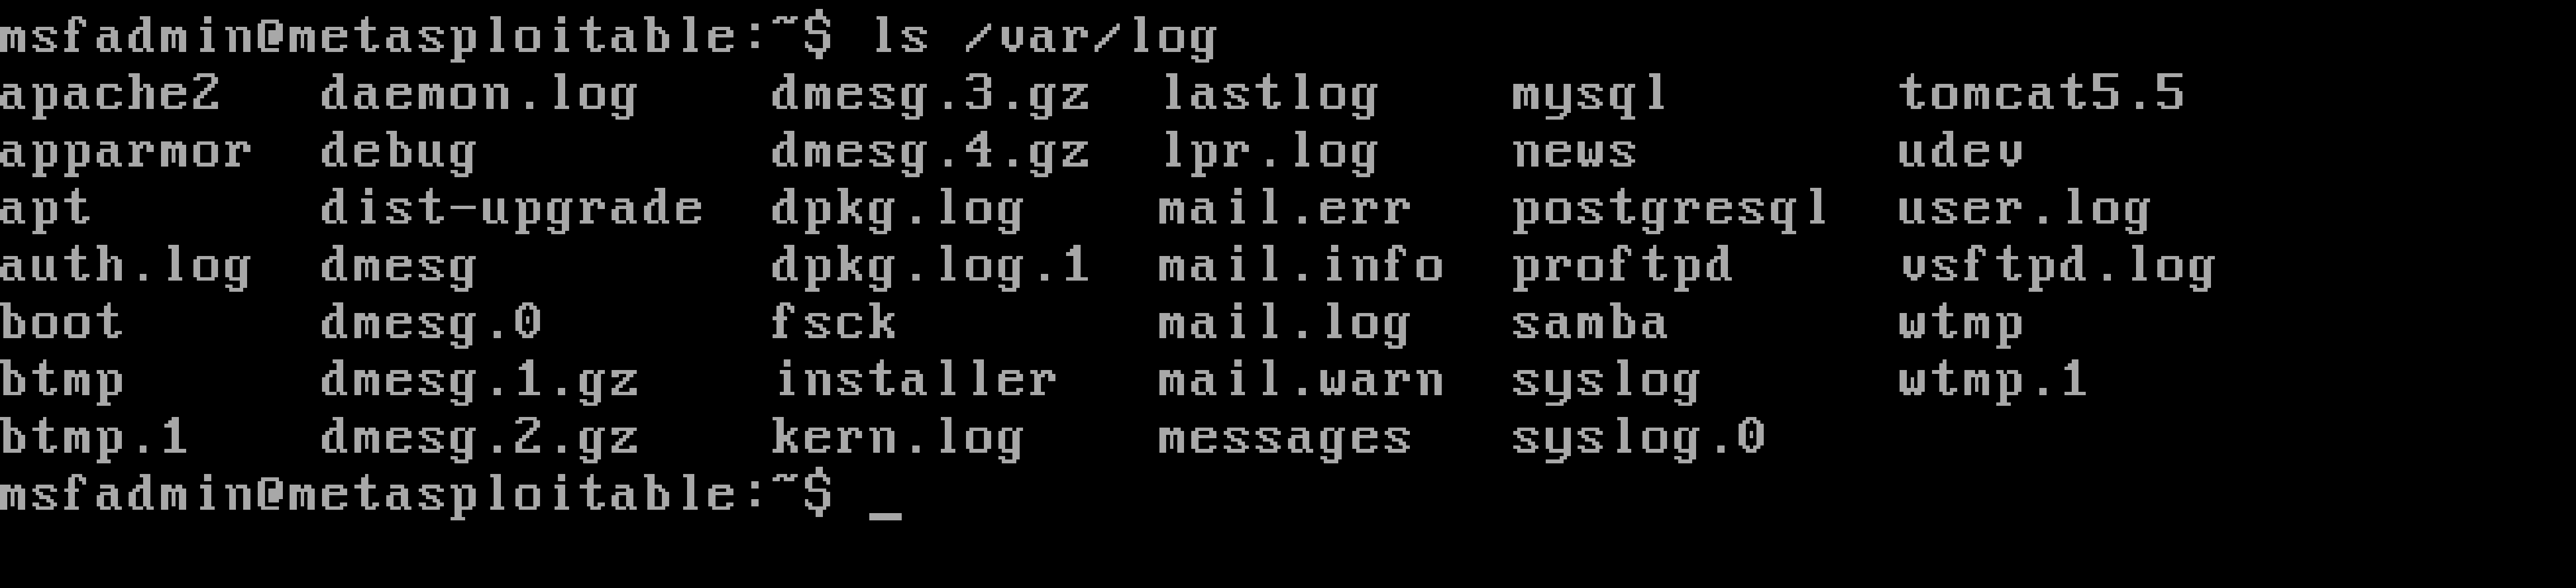 msfadmin@metasploitable:~$ ls /var/log
apache2   daemon.log    dmesg.3.gz  lastlog    mysql       tomcat5.5
apparmor  debug         dmesg.4.gz  lpr.log    news        udev
apt       dist-upgrade  dpkg.log    mail.err   postgresql  user.log
auth.log  dmesg         dpkg.log.1  mail.info  proftpd     vsftpd.log
boot      dmesg.0       fsck        mail.log   samba       wtmp
btmp      dmesg.1.gz    installer   mail.warn  syslog      wtmp.1
btmp.1    dmesg.2.gz    kern.log    messages   syslog.0
msfadmin@metasploitable:~$ _